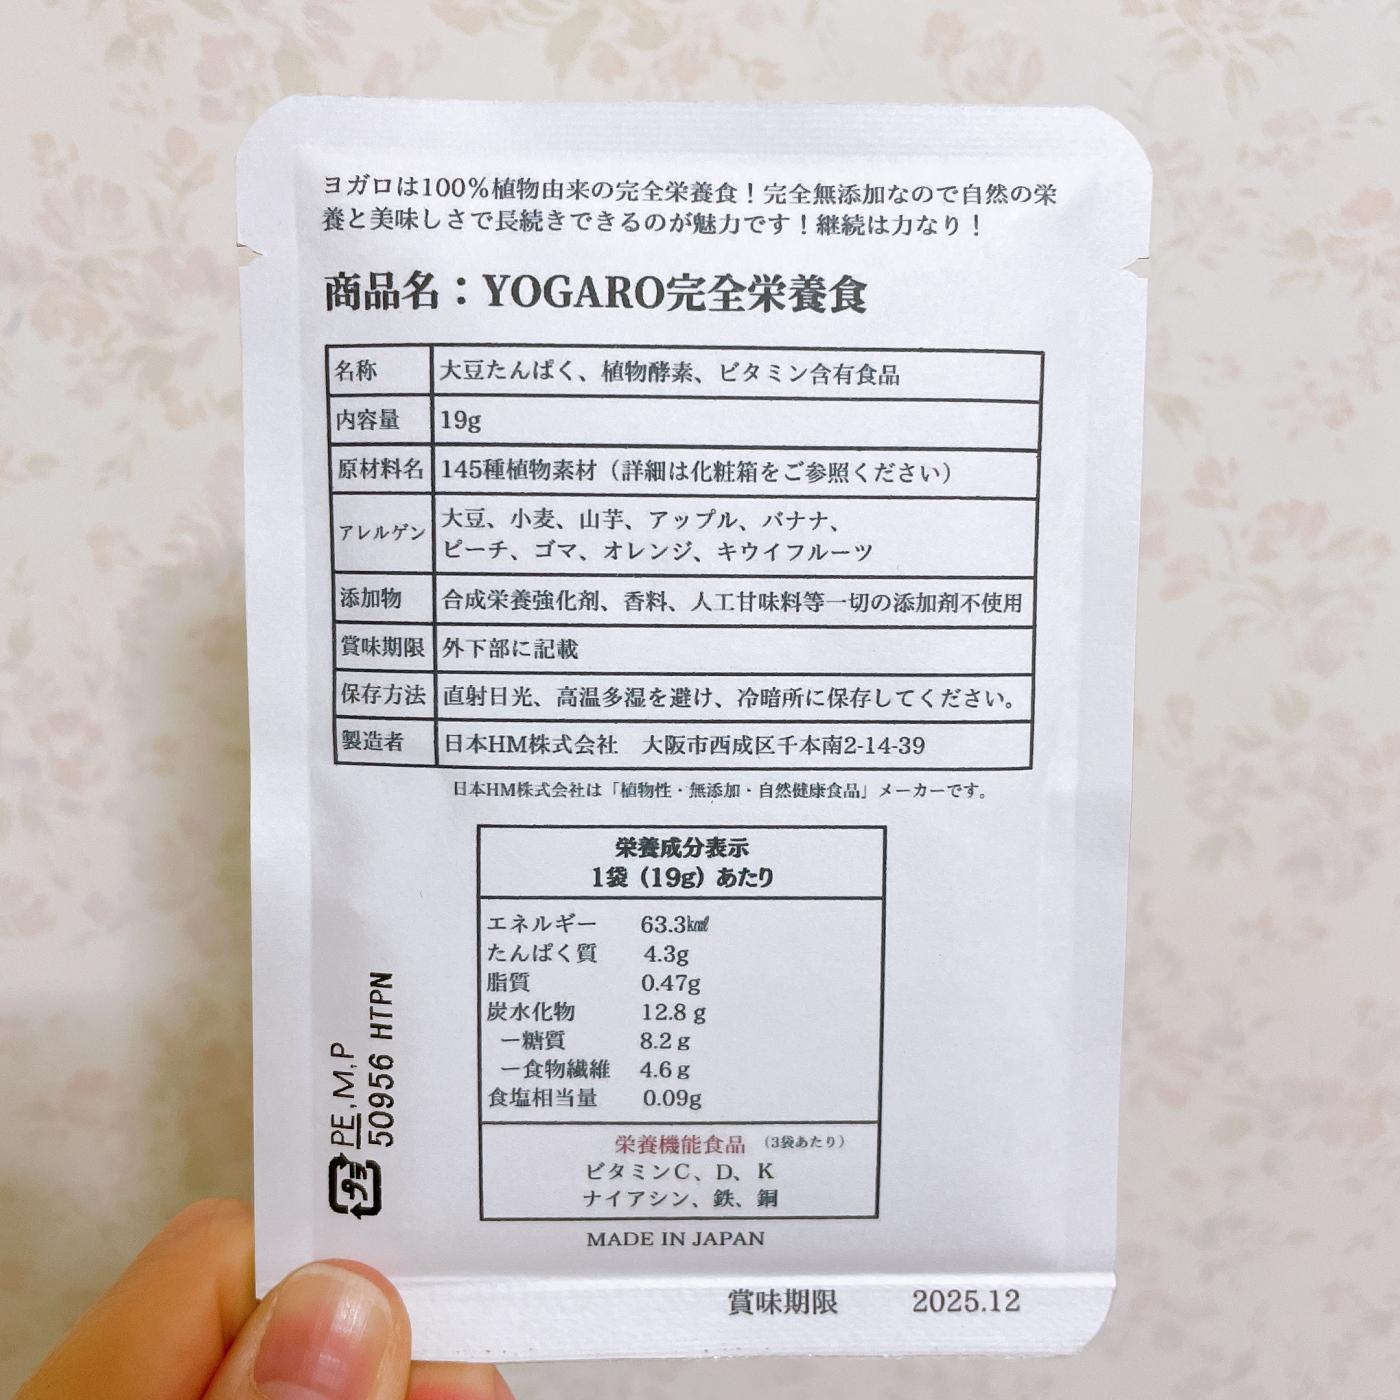 ヨガロは100%植物由来の完全栄養食！完全無添加なので自然の栄
養と美味しさで長続きできるのが魅力です！継続は力なり！
商品名：YOGARO完全栄養食
名称 大豆たんぱく、植物酵素、ビタミン含有食品
内容量 19g
原材料名 145種植物素材（詳細は化粧箱をご参照ください）
アレルゲン 大豆、小麦、山芋、アップル、バナナ、
ピーチ、ゴマ、オレンジ、キウイフルーツ
添加物 合成栄養強化剤、香料、人工甘味料等一切の添加剤不使用
賞味期限 外下部に記載
保存方法 直射日光、高温多湿を避け、冷暗所に保存してください。
製造者 日本HM株式会社 大阪市西成区千本南2-14-39
日本HM株式会社は「植物性・無添加・自然健康食品」メーカーです。
栄養成分表示
1袋（19g）あたり
エネルギー 63.3㎉
たんぱく質 4.3g
脂質 0.47g
炭水化物 12.8 g
ー糖質 8.2 g
ー食物繊維 4.6 g
食塩相当量 0.09g
栄養機能食品 （3袋あたり）
ビタミンC、D、K
ナイアシン、鉄、銅
MADE IN JAPAN
プラ PE,M,P
50956 HTPN
賞味期限 2025.12